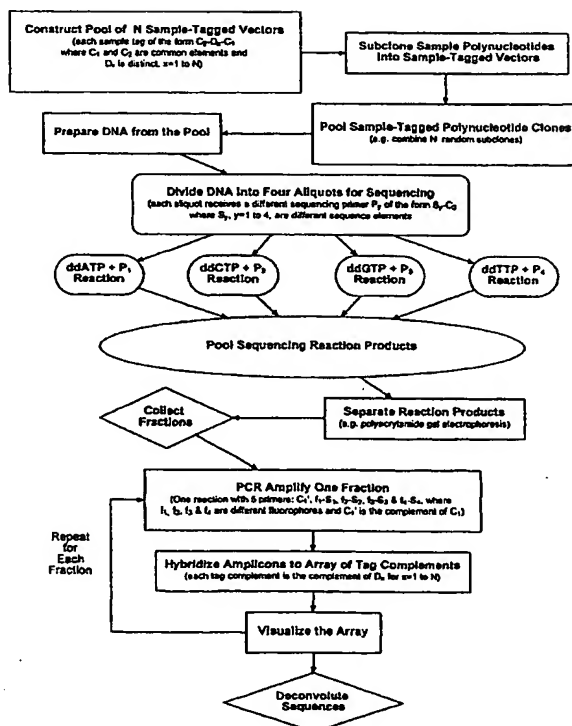 Construct Pool of N Sample-Tagged Vectors
(each sample tag of the form C₂-Dₓ-C₁
where C₁ and C₂ are common elements and
Dₓ is distinct, x=1 to N)
Subclone Sample Polynucleotides
Into Sample-Tagged Vectors
Prepare DNA from the Pool
Pool Sample-Tagged Polynucleotide Clones
(e.g. combine N random subclones)
Divide DNA Into Four Aliquots for Sequencing
(each aliquot receives a different sequencing primer Pᵧ of the form Sᵧ-C₂
where Sᵧ, y=1 to 4, are different sequence elements
ddATP + P₁
Reaction
ddCTP + P₂
Reaction
ddGTP + P₃
Reaction
ddTTP + P₄
Reaction
Pool Sequencing Reaction Products
Collect
Fractions
Separate Reaction Products
(e.g. polyacrylamide gel electrophoresis)
PCR Amplify One Fraction
(One reaction with 5 primers: C₁', f₁-S₁, f₂-S₂, f₃-S₃ & f₄-S₄, where
f₁, f₂, f₃ & f₄ are different fluorophores and C₁' is the complement of C₁)
Repeat
for
Each
Fraction
Hybridize Amplicons to Array of Tag Complements
(each tag complement is the complement of Dₓ for x=1 to N)
Visualize the Array
Deconvolute
Sequences